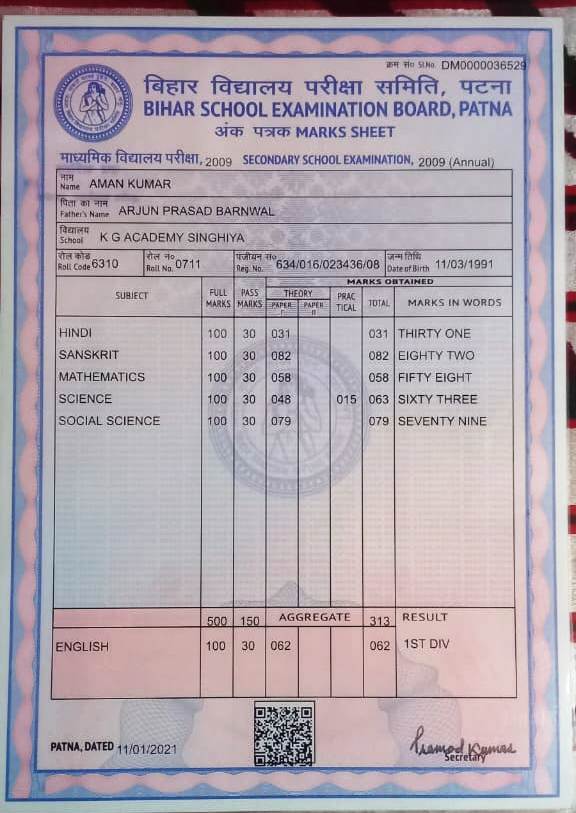 क्रम सं० Sl.No. DM0000036529
बिहार विद्यालय परीक्षा समिति, पटना
BIHAR SCHOOL EXAMINATION BOARD, PATNA
अंक पत्रक MARKS SHEET
माध्यमिक विद्यालय परीक्षा, 2009 SECONDARY SCHOOL EXAMINATION, 2009 (Annual)
नाम
Name AMAN KUMAR
पिता का नाम
Father's Name ARJUN PRASAD BARNWAL
विद्यालय
School K G ACADEMY SINGHIYA
रोल कोड रोल नं० पंजीयन सं० जन्म तिथि
Roll Code 6310 Roll No. 0711 Reg. No. 634/016/023436/08 Date of Birth 11/03/1991
MARKS OBTAINED
SUBJECT FULL MARKS PASS MARKS THEORY PAPER I PAPER II PRACTICAL TOTAL MARKS IN WORDS
HINDI 100 30 031 031 THIRTY ONE
SANSKRIT 100 30 082 082 EIGHTY TWO
MATHEMATICS 100 30 058 058 FIFTY EIGHT
SCIENCE 100 30 048 015 063 SIXTY THREE
SOCIAL SCIENCE 100 30 079 079 SEVENTY NINE
500 150 AGGREGATE 313 RESULT
ENGLISH 100 30 062 062 1ST DIV
PATNA, DATED 11/01/2021
Pramod Kumar
Secretary